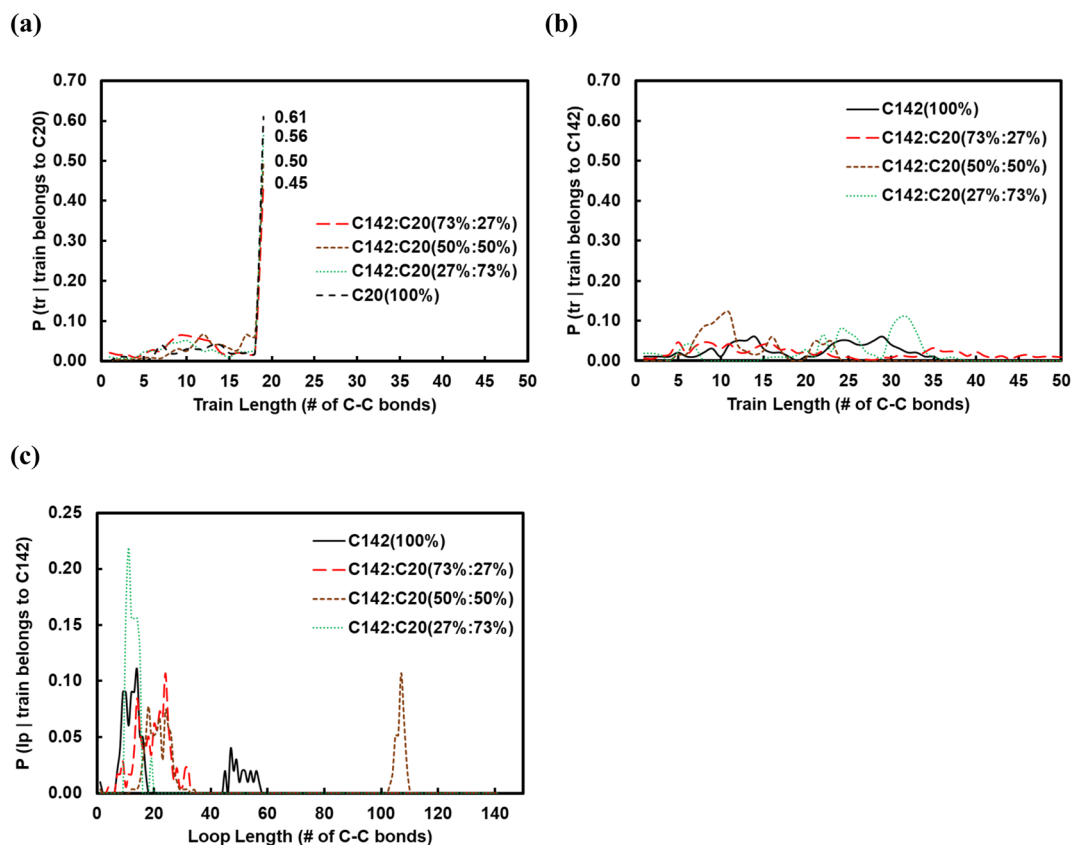 (a)
P (tr | train belongs to C20)
0.70
0.60
0.50
0.40
0.30
0.20
0.10
0.00
0.61
0.56
0.50
0.45
C142:C20(73%:27%)
C142:C20(50%:50%)
C142:C20(27%:73%)
C20(100%)
0 5 10 15 20 25 30 35 40 45 50
Train Length (# of C-C bonds)
(b)
P (tr | train belongs to C142)
0.70
0.60
0.50
0.40
0.30
0.20
0.10
0.00
C142(100%)
C142:C20(73%:27%)
C142:C20(50%:50%)
C142:C20(27%:73%)
0 5 10 15 20 25 30 35 40 45 50
Train Length (# of C-C bonds)
(c)
P (lp | train belongs to C142)
0.25
0.20
0.15
0.10
0.05
0.00
C142(100%)
C142:C20(73%:27%)
C142:C20(50%:50%)
C142:C20(27%:73%)
0 20 40 60 80 100 120 140
Loop Length (# of C-C bonds)